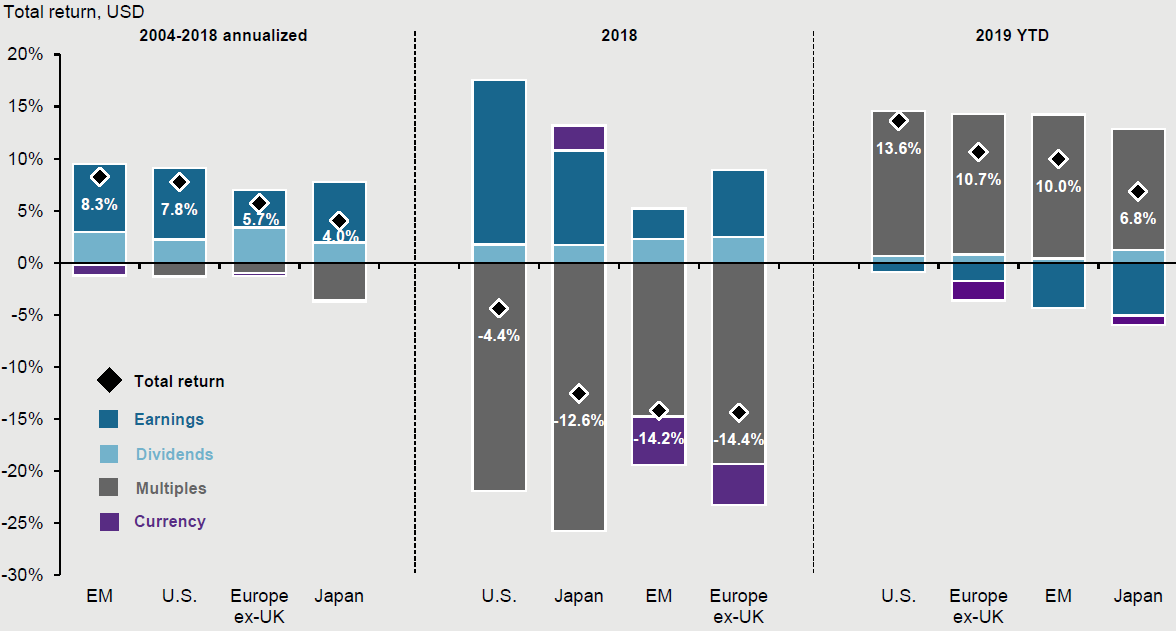 Total return, USD
2004-2018 annualized
2018
2019 YTD
20%
15%
10%
5%
0%
-5%
-10%
-15%
-20%
-25%
-30%
8.3%
7.8%
5.7%
4.0%
-4.4%
-12.6%
-14.2%
-14.4%
13.6%
10.7%
10.0%
6.8%
Total return
Earnings
Dividends
Multiples
Currency
EM
U.S.
Europe
ex-UK
Japan
U.S.
Japan
EM
Europe
ex-UK
U.S.
Europe
ex-UK
EM
Japan